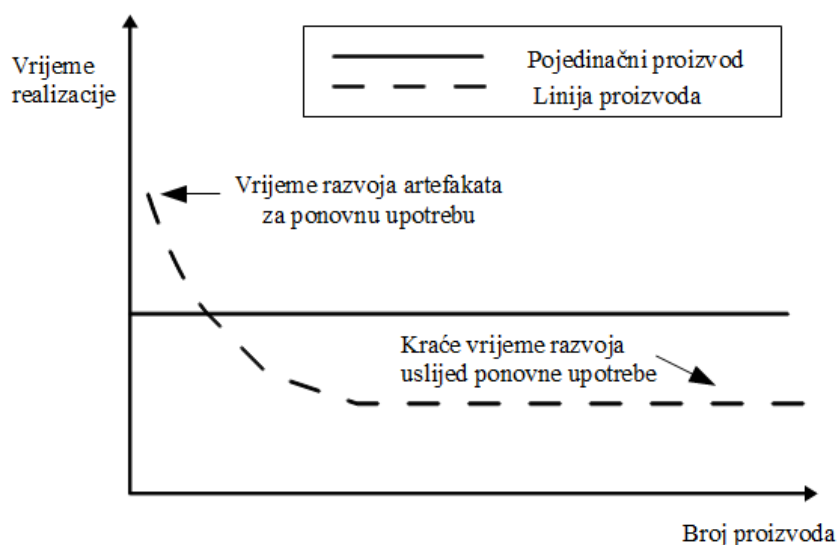 Vrijeme
realizacije
Pojedinačni proizvod
Linija proizvoda
Vrijeme razvoja artefakata
za ponovnu upotrebu
Kraće vrijeme razvoja
uslijed ponovne upotrebe
Broj proizvoda